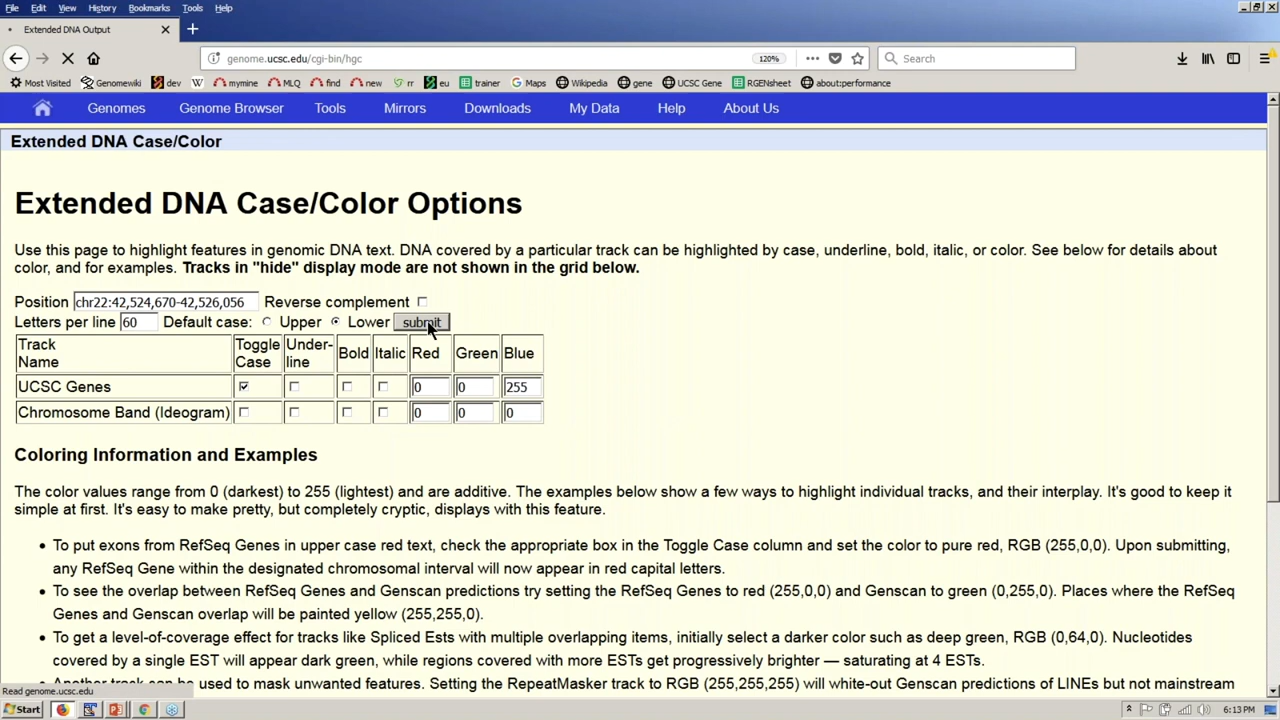 File Edit View History Bookmarks Tools Help
Extended DNA Output
genome.ucsc.edu/cgi-bin/hgc 120% Search
Most Visited Genomewiki dev W mymine MLQ find new rr eu trainer Maps Wikipedia gene UCSC Gene RGENsheet about:performance
Genomes Genome Browser Tools Mirrors Downloads My Data Help About Us
Extended DNA Case/Color
Extended DNA Case/Color Options
Use this page to highlight features in genomic DNA text. DNA covered by a particular track can be highlighted by case, underline, bold, italic, or color. See below for details about
color, and for examples. Tracks in "hide" display mode are not shown in the grid below.
Position chr22:42,524,670-42,526,056 Reverse complement
Letters per line 60 Default case: Upper Lower submit
Track Name Toggle Case Under-line Bold Italic Red Green Blue
UCSC Genes 0 0 255
Chromosome Band (Ideogram) 0 0 0
Coloring Information and Examples
The color values range from 0 (darkest) to 255 (lightest) and are additive. The examples below show a few ways to highlight individual tracks, and their interplay. It's good to keep it
simple at first. It's easy to make pretty, but completely cryptic, displays with this feature.
• To put exons from RefSeq Genes in upper case red text, check the appropriate box in the Toggle Case column and set the color to pure red, RGB (255,0,0). Upon submitting,
any RefSeq Gene within the designated chromosomal interval will now appear in red capital letters.
• To see the overlap between RefSeq Genes and Genscan predictions try setting the RefSeq Genes to red (255,0,0) and Genscan to green (0,255,0). Places where the RefSeq
Genes and Genscan overlap will be painted yellow (255,255,0).
• To get a level-of-coverage effect for tracks like Spliced Ests with multiple overlapping items, initially select a darker color such as deep green, RGB (0,64,0). Nucleotides
covered by a single EST will appear dark green, while regions covered with more ESTs get progressively brighter — saturating at 4 ESTs.
• Another track can be used to mask unwanted features. Setting the RepeatMasker track to RGB (255,255,255) will white-out Genscan predictions of LINEs but not mainstream
Read genome.ucsc.edu
Start 6:13 PM